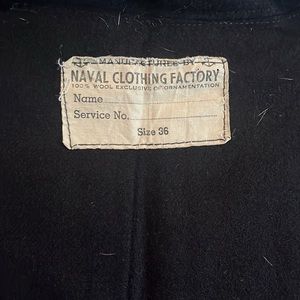 MANUFACTURED BY
NAVAL CLOTHING FACTORY
100% WOOL EXCLUSIVE OF ORNAMENTATION
Name
Service No.
Size 36